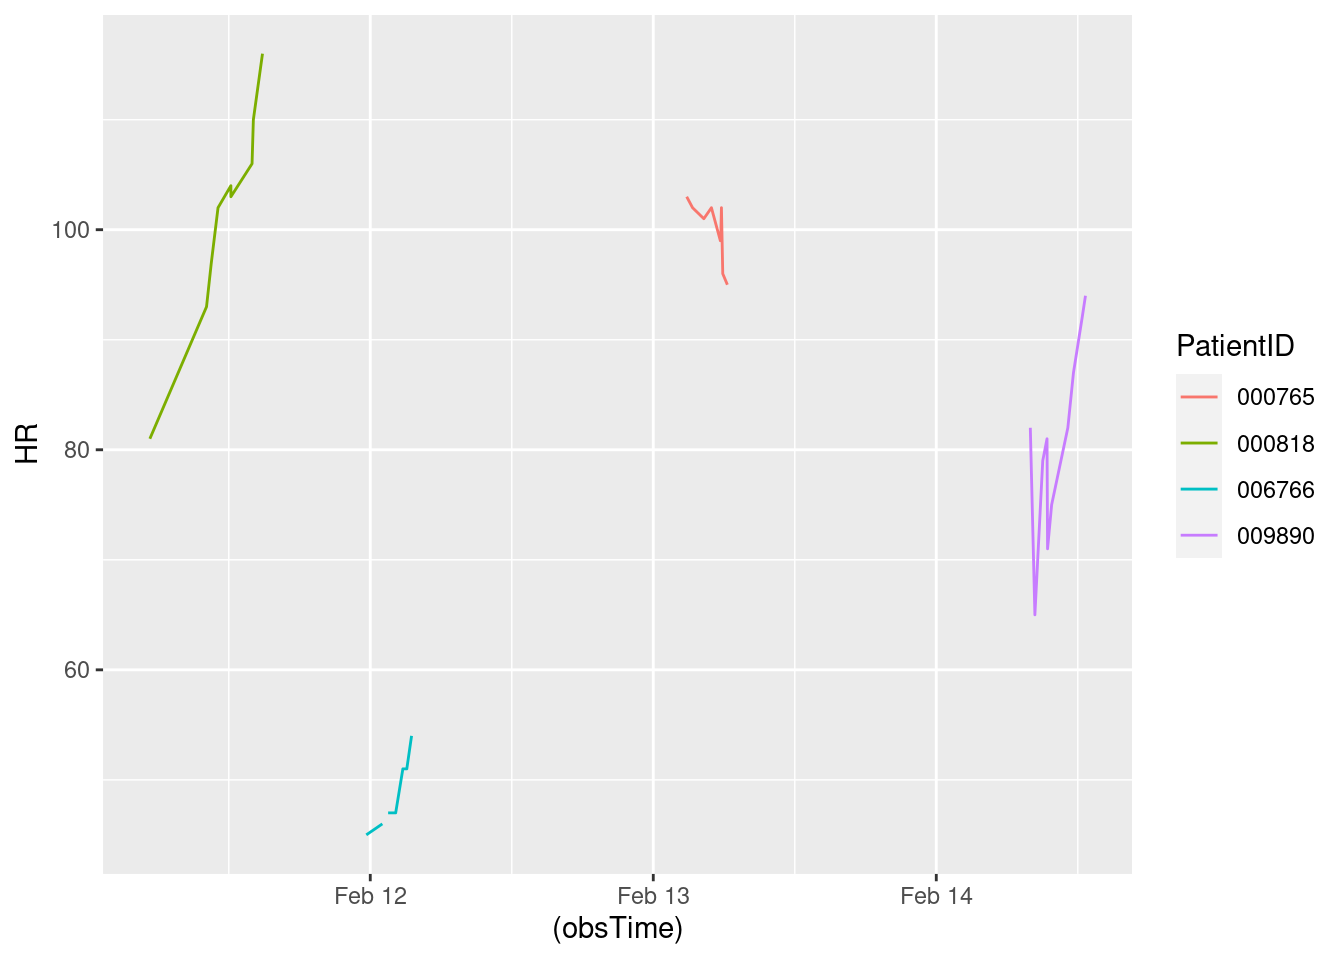 HR
100
80
60
Feb 12
Feb 13
Feb 14
(obsTime)
PatientID
000765
000818
006766
009890